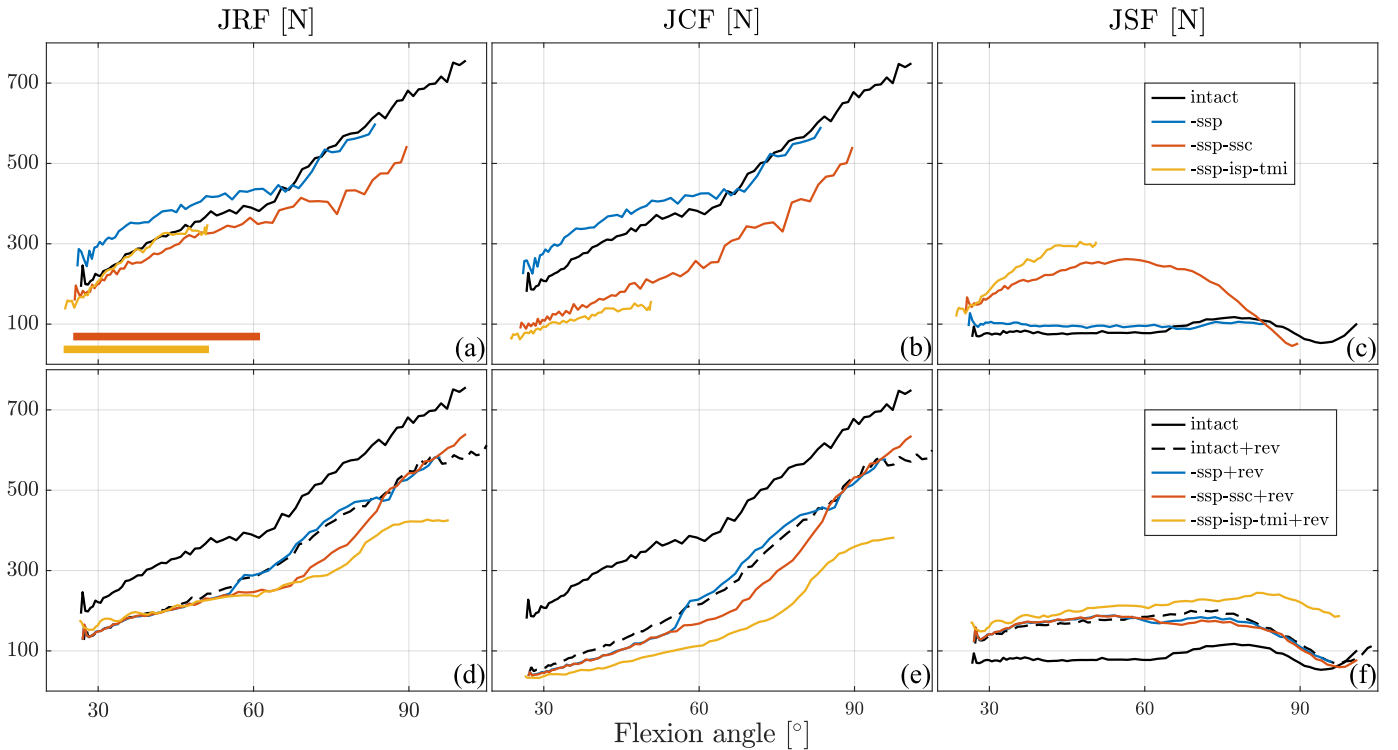 JRF [N] JCF [N] JSF [N]
700
500
300
100
(a) (b) (c)
intact
-ssp
-ssp-ssc
-ssp-isp-tmi
700
500
300
100
(d) (e) (f)
intact
intact+rev
-ssp+rev
-ssp-ssc+rev
-ssp-isp-tmi+rev
30 60 90 30 60 90 30 60 90
Flexion angle [°]